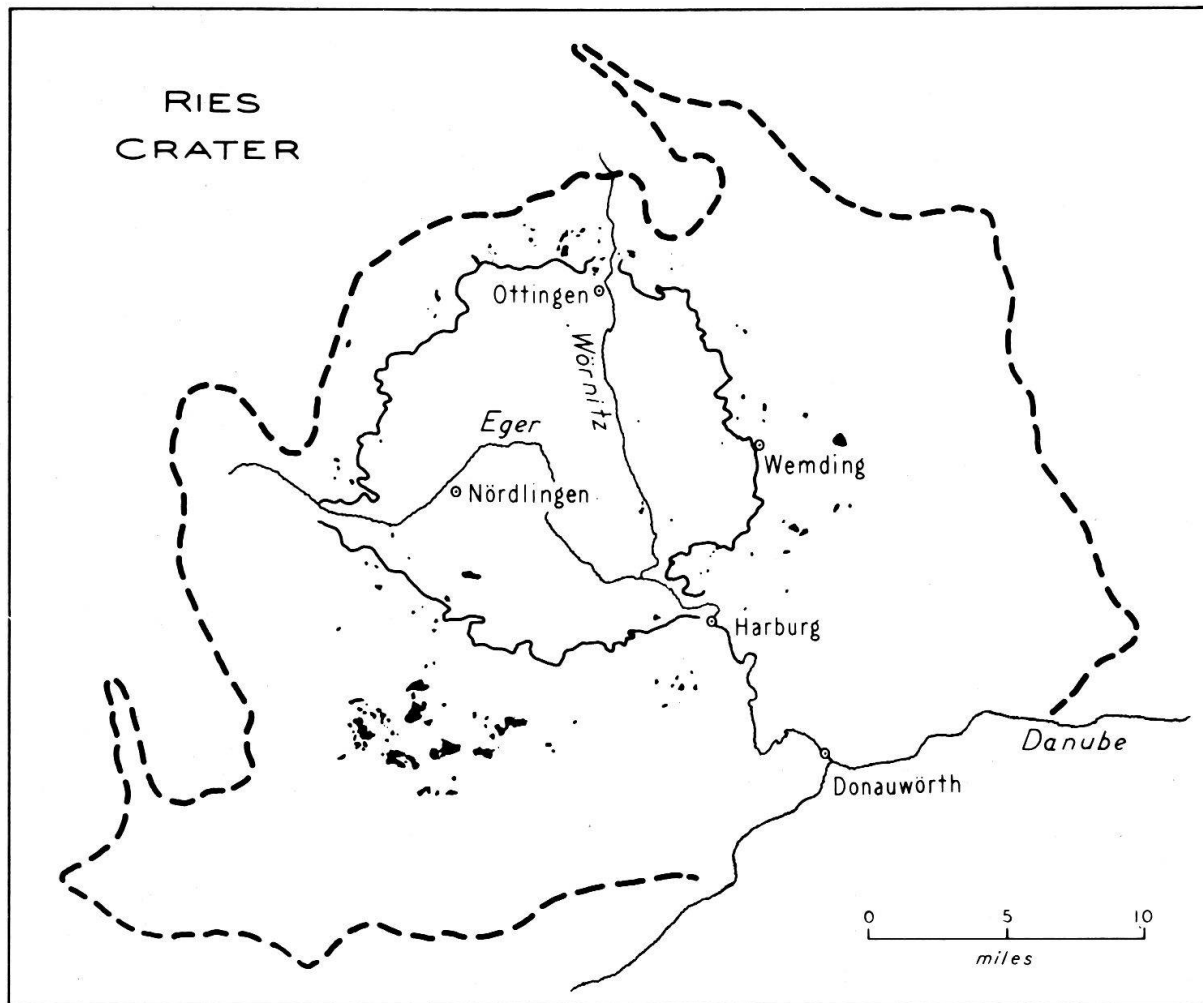 RIES
CRATER
Ottingen
Wörnitz
Eger
Wemding
Nördlingen
Harburg
Danube
Donauwörth
0 5 10
miles